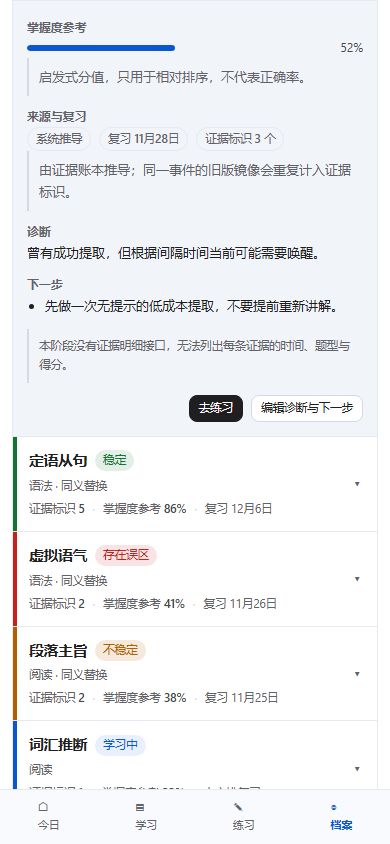 掌握度参考
52%
启发式分值，只用于相对排序，不代表正确率。
来源与复习
系统推导 复习 11月28日 证据标识 3 个
由证据账本推导；同一事件的旧版镜像会重复计入证据
标识。
诊断
曾有成功提取，但根据间隔时间当前可能需要唤醒。
下一步
• 先做一次无提示的低成本提取，不要提前重新讲解。
本阶段没有证据明细接口，无法列出每条证据的时间、题型与
得分。
去练习 编辑诊断与下一步
定语从句 稳定
语法 · 同义替换
证据标识 5 · 掌握度参考 86% · 复习 12月6日
虚拟语气 存在误区
语法 · 同义替换
证据标识 2 · 掌握度参考 41% · 复习 11月26日
段落主旨 不稳定
阅读 · 同义替换
证据标识 2 · 掌握度参考 38% · 复习 11月25日
词汇推断 学习中
阅读
今日 学习 练习 档案